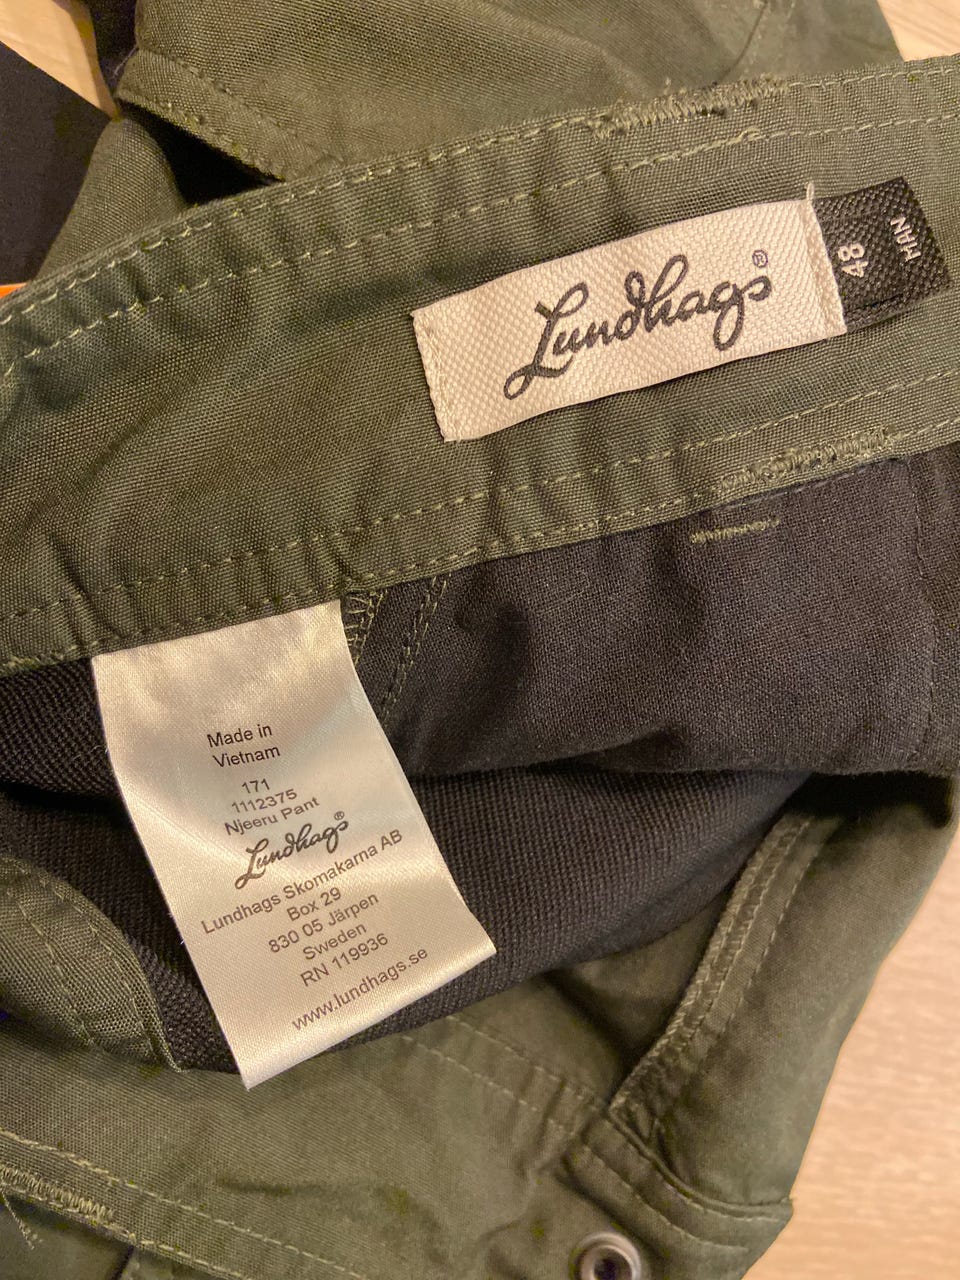 Lundhags®
48
MAN
Made in
Vietnam
171
1112375
Njeeru Pant
Lundhags®
Lundhags Skomakarna AB
Box 29
830 05 Järpen
Sweden
RN 119936
www.lundhags.se